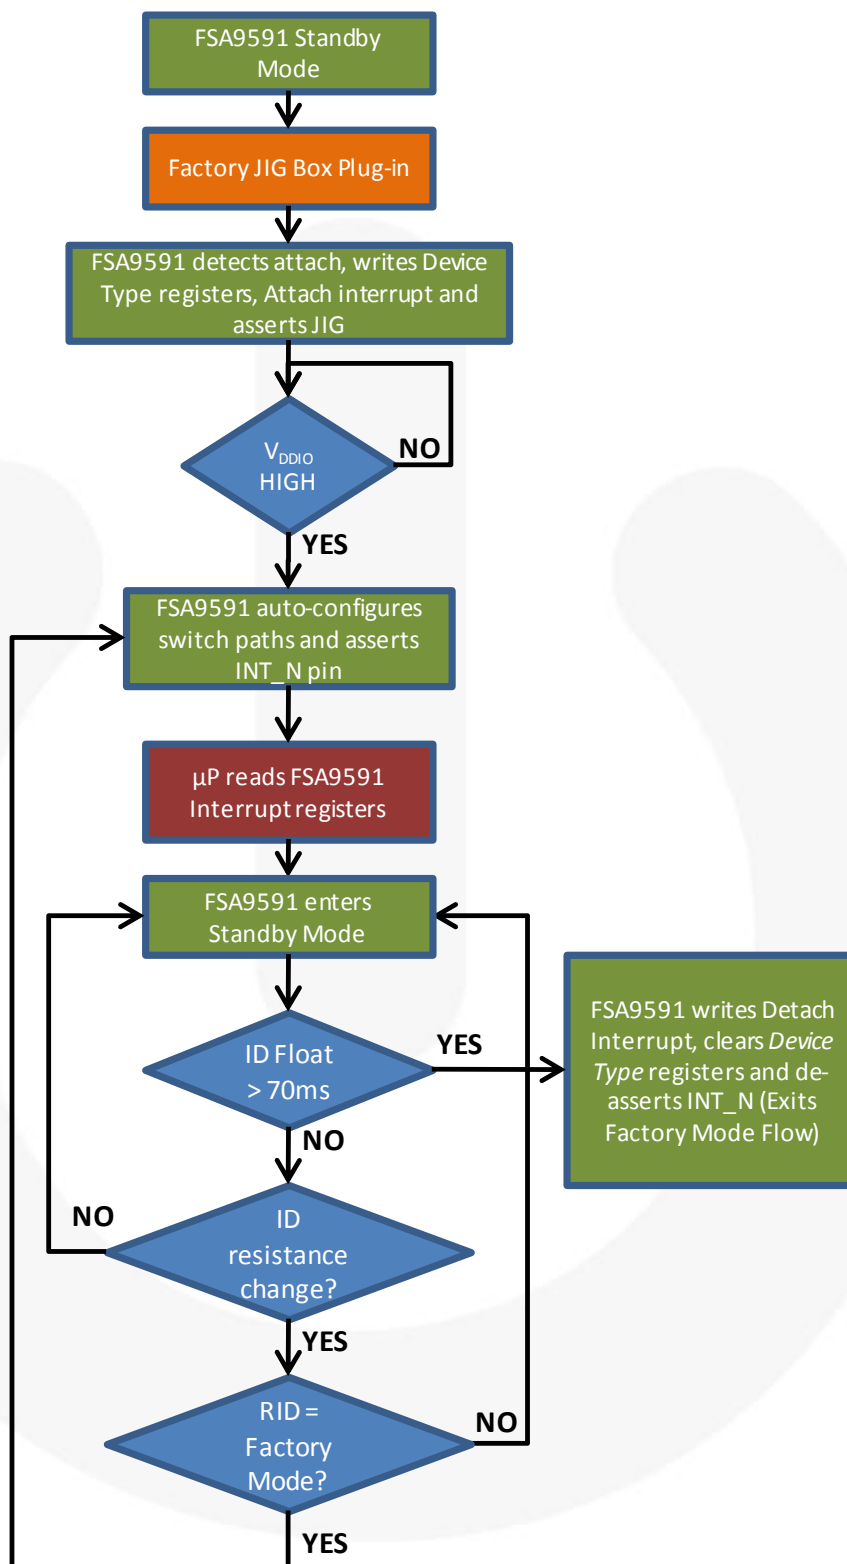 FSA9591 Standby
Mode
Factory JIG Box Plug-in
FSA9591 detects attach, writes Device
Type registers, Attach interrupt and
asserts JIG
VDDIO
HIGH
NO
YES
FSA9591 auto-configures
switch paths and asserts
INT_N pin
µP reads FSA9591
Interrupt registers
FSA9591 enters
Standby Mode
ID Float
> 70ms
YES
FSA9591 writes Detach
Interrupt, clears Device
Type registers and de-
asserts INT_N (Exits
Factory Mode Flow)
NO
NO
ID
resistance
change?
YES
RID =
Factory
Mode?
NO
YES